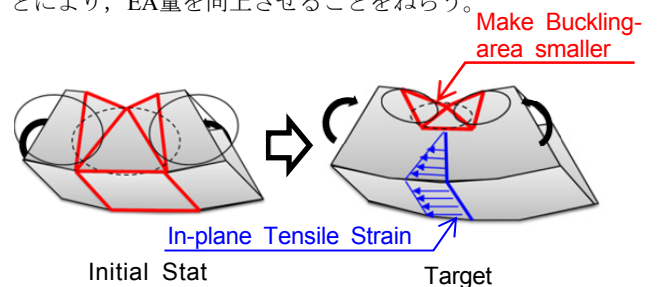 とにより，EA量を向上させることをねらう。
Make Buckling-
area smaller
In-plane Tensile Strain
Initial Stat
Target